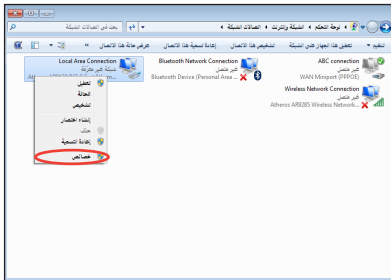 لوحة التحكم ◂ الشبكة وإنترنت ◂ اتصالات الشبكة ◂
بحث في اتصالات الشبكة
تنظيم
تعطيل هذا الجهاز على الشبكة
تشخيص هذا الاتصال
إعادة تسمية هذا الاتصال
عرض حالة هذا الاتصال
»
ABC connection
غير متصل
WAN Miniport (PPPOE)
Bluetooth Network Connection
غير متصل
Bluetooth Device (Personal Area ...
Local Area Connection
شبكة غير معرّفة
Wireless Network Connection
غير متصل
Atheros AR9285 Wireless Network...
تعطيل
الحالة
تشخيص
إنشاء اختصار
حذف
إعادة التسمية
خصائص